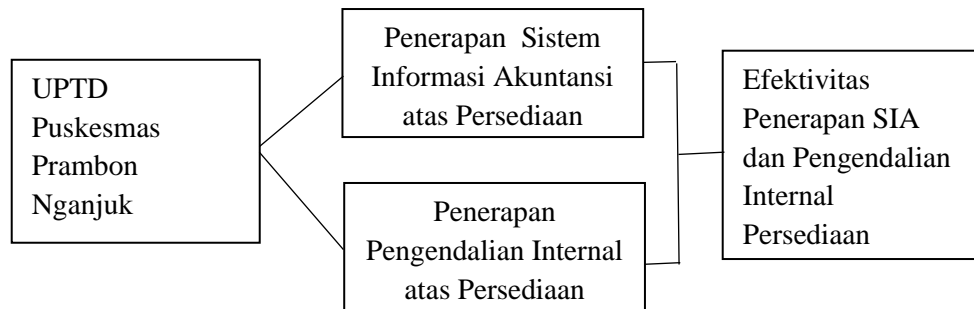 UPTD
Puskesmas
Prambon
Nganjuk
Penerapan Sistem
Informasi Akuntansi
atas Persediaan
Penerapan
Pengendalian Internal
atas Persediaan
Efektivitas
Penerapan SIA
dan Pengendalian
Internal
Persediaan